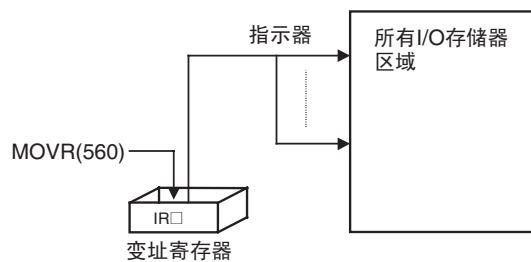 指示器
所有I/O存储器
区域
MOVR(560)
IR□
变址寄存器